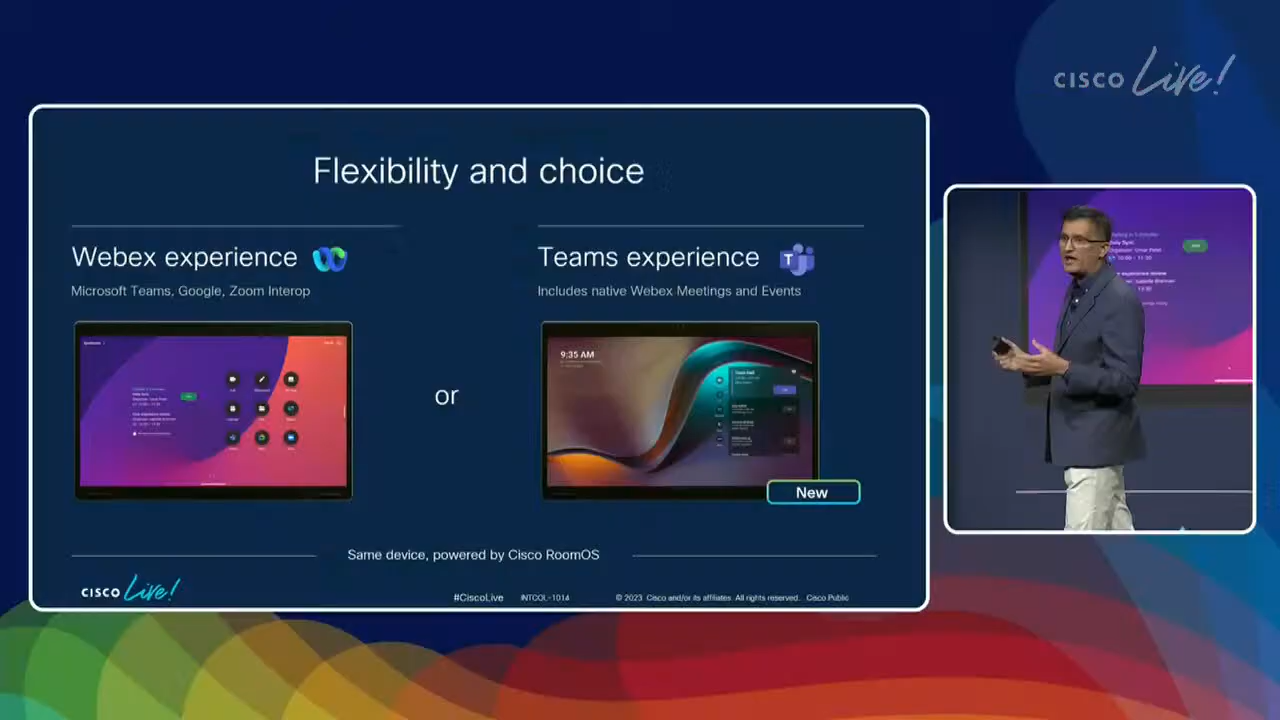 CISCO Live!
Flexibility and choice
Webex experience
Microsoft Teams, Google, Zoom Interop
Teams experience
T
Includes native Webex Meetings and Events
9:35 AM
or
New
Same device, powered by Cisco RoomOS
CISCO Live!
#CiscoLive
INTCOL-1014
© 2023 Cisco and/or its affiliates. All rights reserved. Cisco Public
Daily Sync